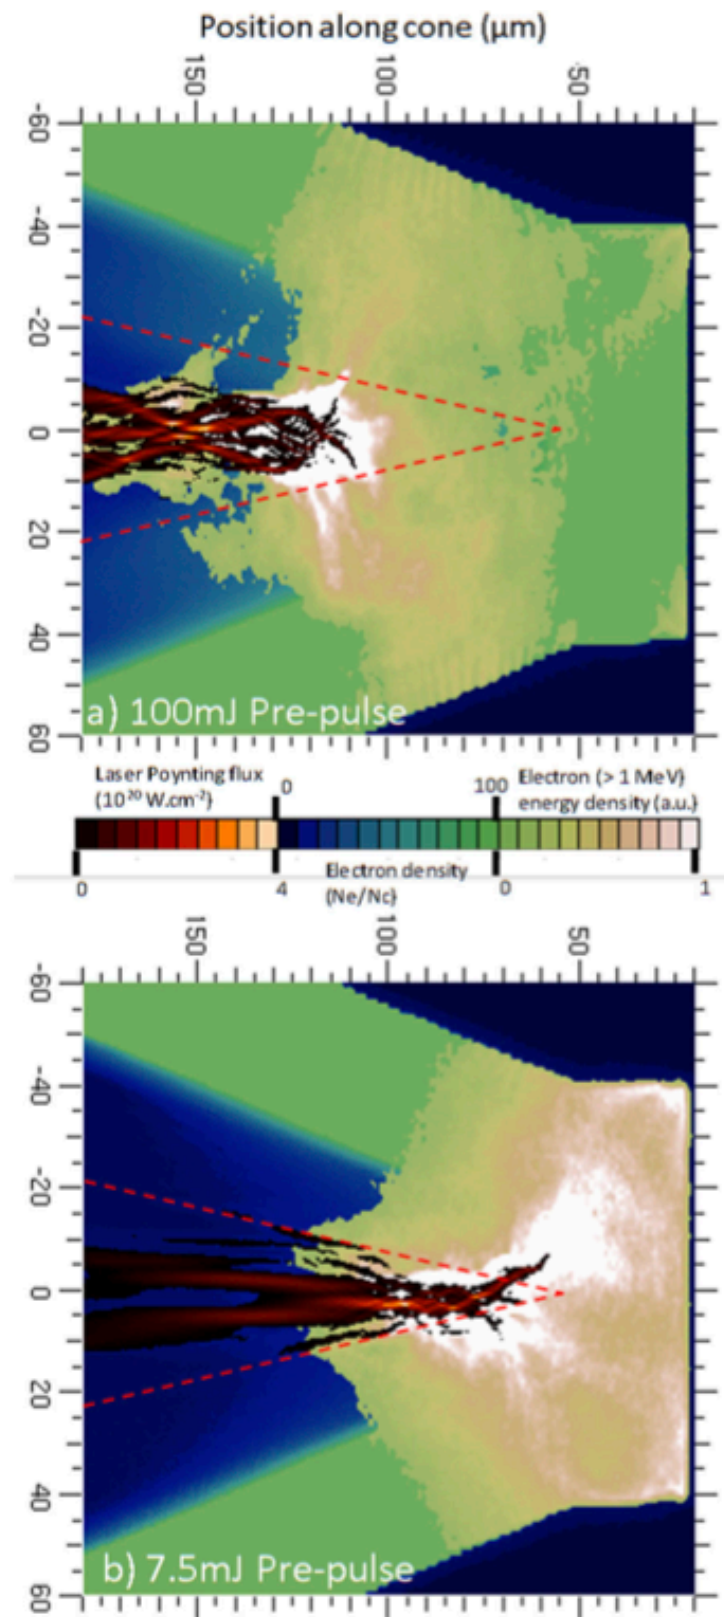 Position along cone (μm)
150 100 50
-60
-40
-20
0
20
40
60
a) 100mJ Pre-pulse
Laser Poynting flux
(10²⁰ W.cm⁻²)
0 100
Electron (> 1 MeV)
energy density (a.u.)
Electron density
(Ne/Nc)
0 4 0 1
150 100 50
-60
-40
-20
0
20
40
60
b) 7.5mJ Pre-pulse